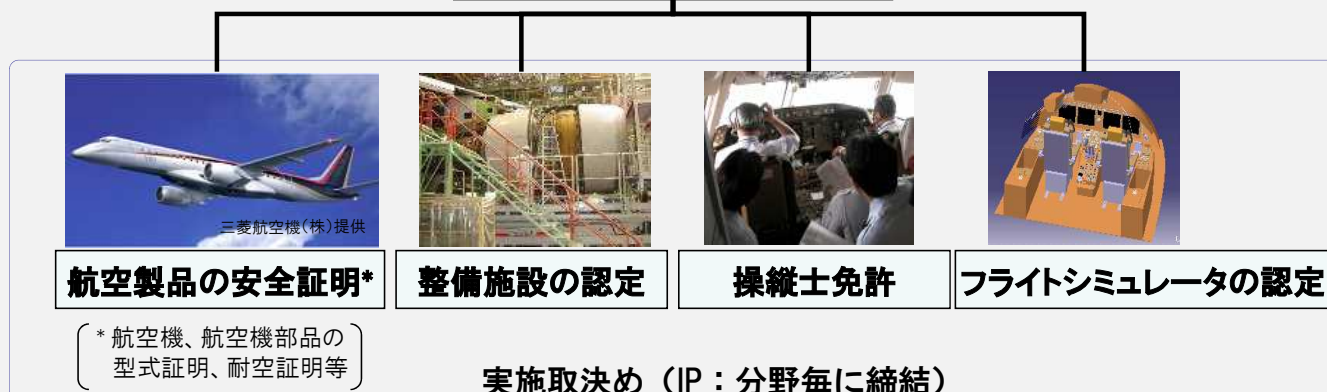 三菱航空機(株)提供
航空製品の安全証明*
整備施設の認定
操縦士免許
フライトシミュレータの認定
* 航空機、航空機部品の
型式証明、耐空証明等
実施取決め（IP：分野毎に締結）